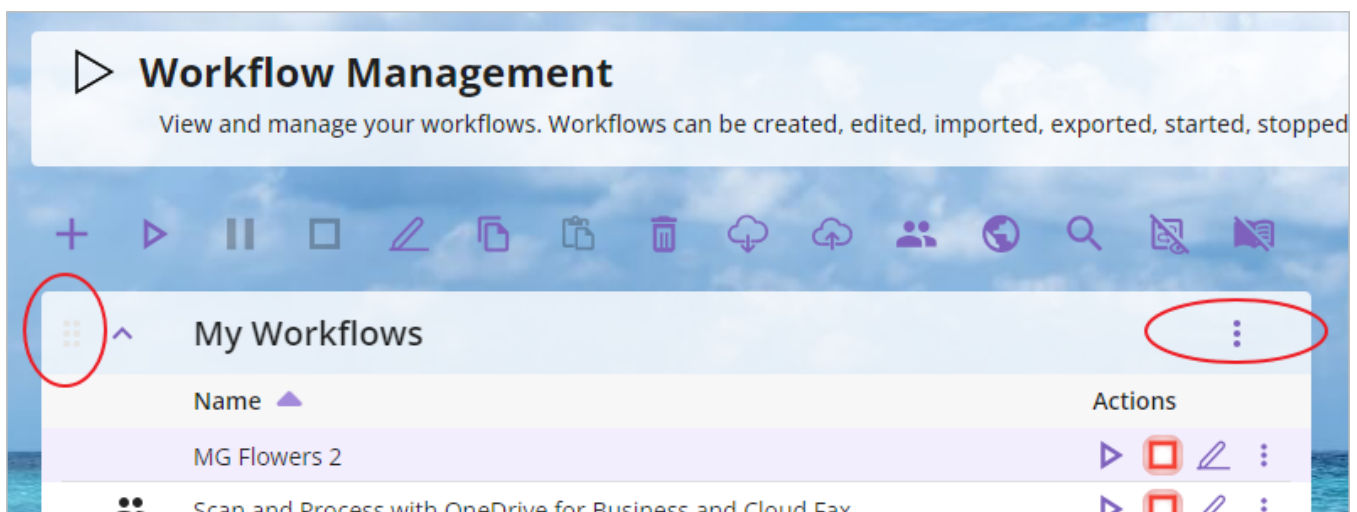 Workflow Management
View and manage your workflows. Workflows can be created, edited, imported, exported, started, stopped
My Workflows
Name Actions
MG Flowers 2
Scan and Process with OneDrive for Business and Cloud Fax